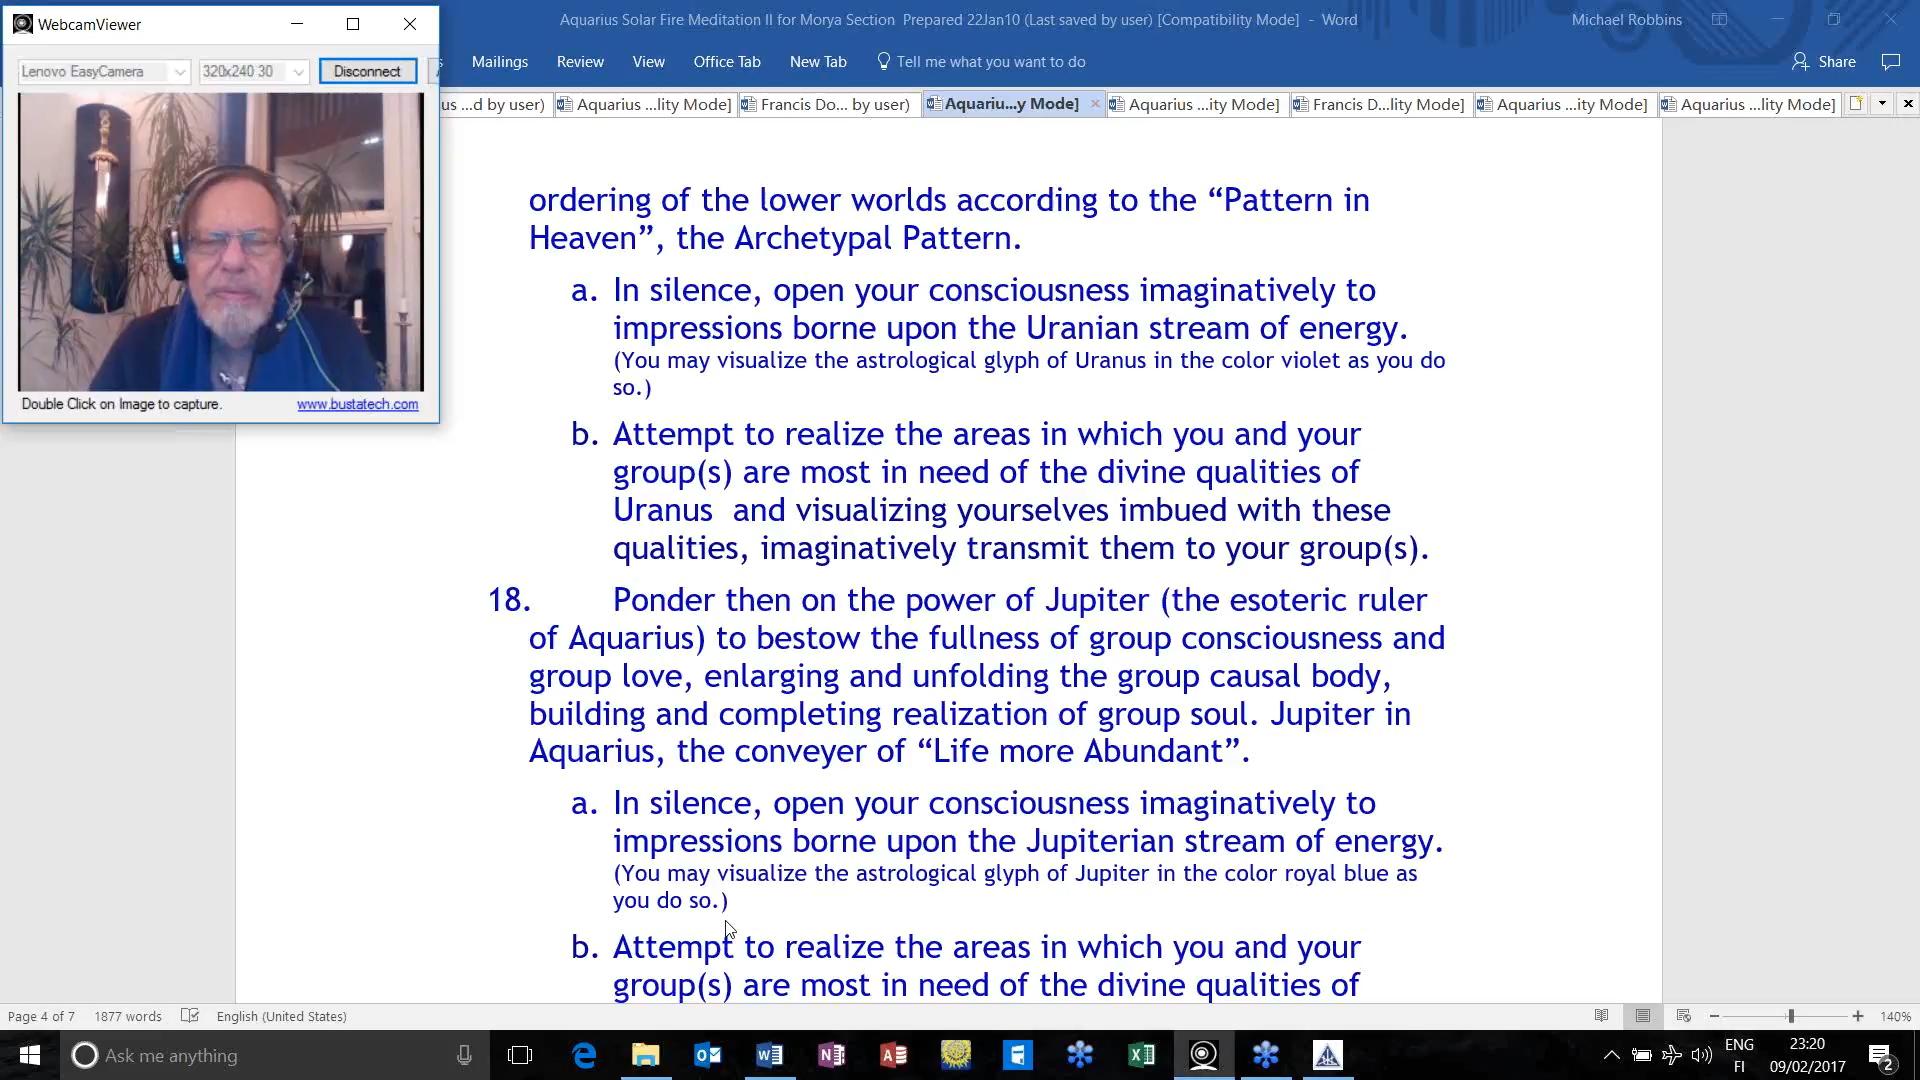 WebcamViewer
Lenovo EasyCamera
320x240 30
Disconnect
Double Click on Image to capture.
www.bustatech.com
Aquarius Solar Fire Meditation II for Morya Section Prepared 22Jan10 (Last saved by user) [Compatibility Mode] - Word
Michael Robbins
Mailings
Review
View
Office Tab
New Tab
Tell me what you want to do
Share
us ...d by user)
Aquarius ...lity Mode]
Francis Do... by user)
Aquariu...y Mode]
Aquarius ...ity Mode]
Francis D...lity Mode]
Aquarius ...ity Mode]
Aquarius ...lity Mode]
ordering of the lower worlds according to the “Pattern in
Heaven”, the Archetypal Pattern.
a. In silence, open your consciousness imaginatively to
impressions borne upon the Uranian stream of energy.
(You may visualize the astrological glyph of Uranus in the color violet as you do
so.)
b. Attempt to realize the areas in which you and your
group(s) are most in need of the divine qualities of
Uranus  and visualizing yourselves imbued with these
qualities, imaginatively transmit them to your group(s).
18. Ponder then on the power of Jupiter (the esoteric ruler
of Aquarius) to bestow the fullness of group consciousness and
group love, enlarging and unfolding the group causal body,
building and completing realization of group soul. Jupiter in
Aquarius, the conveyer of “Life more Abundant”.
a. In silence, open your consciousness imaginatively to
impressions borne upon the Jupiterian stream of energy.
(You may visualize the astrological glyph of Jupiter in the color royal blue as
you do so.)
b. Attempt to realize the areas in which you and your
group(s) are most in need of the divine qualities of
Page 4 of 7
1877 words
English (United States)
140%
Ask me anything
ENG
FI
23:20
09/02/2017
2